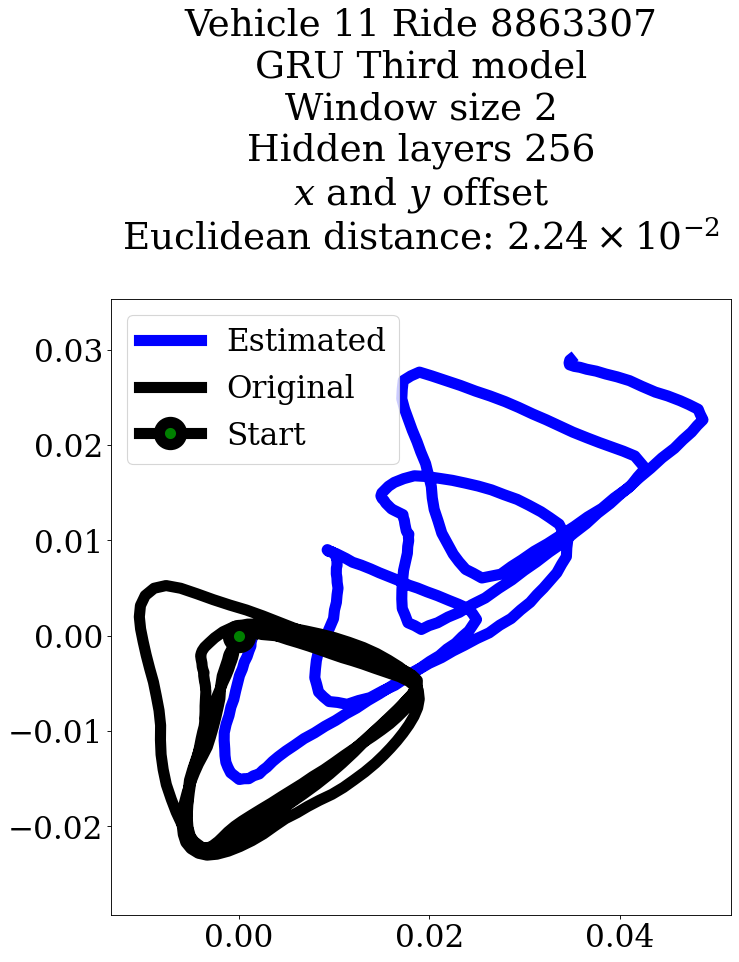 Vehicle 11 Ride 8863307
GRU Third model
Window size 2
Hidden layers 256
x and y offset
Euclidean distance: 2.24 × 10⁻²
Estimated
Original
Start
0.03
0.02
0.01
0.00
−0.01
−0.02
0.00 0.02 0.04